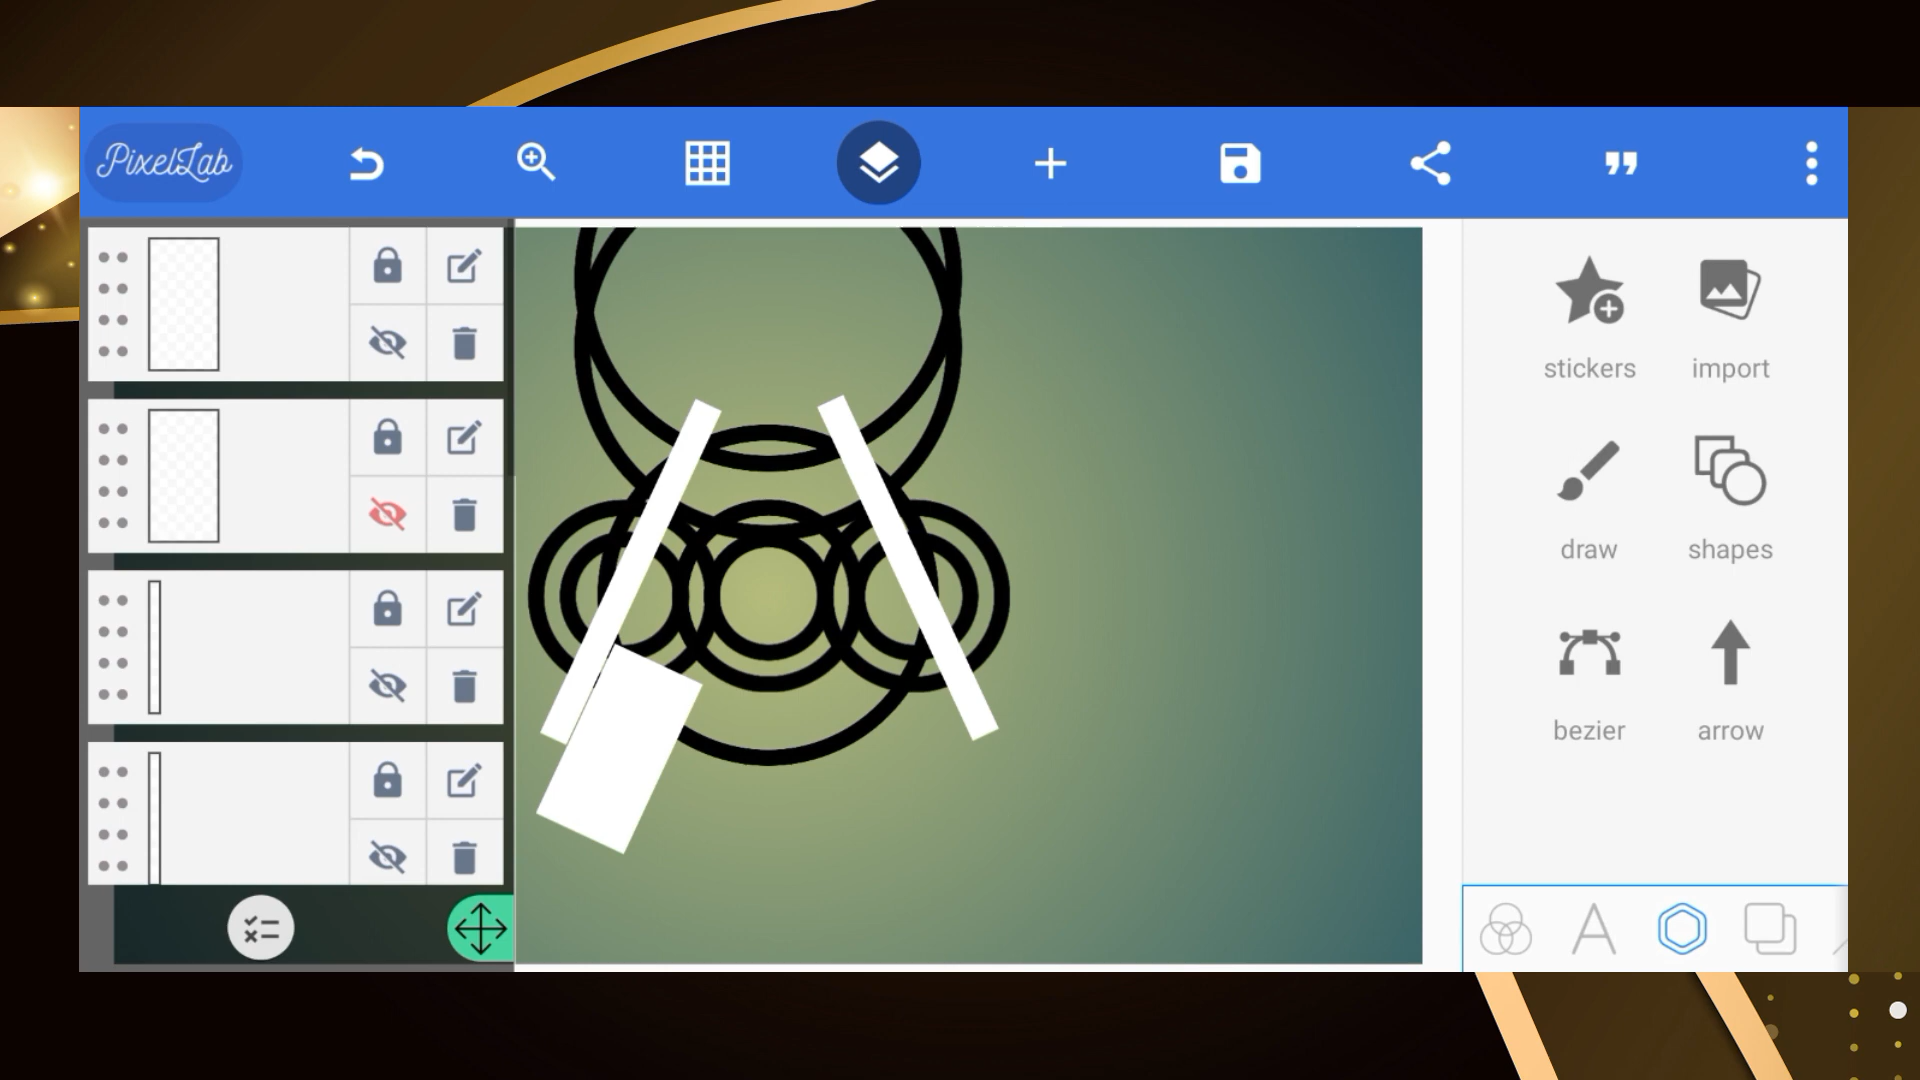 PixelLab
stickers
import
draw
shapes
bezier
arrow